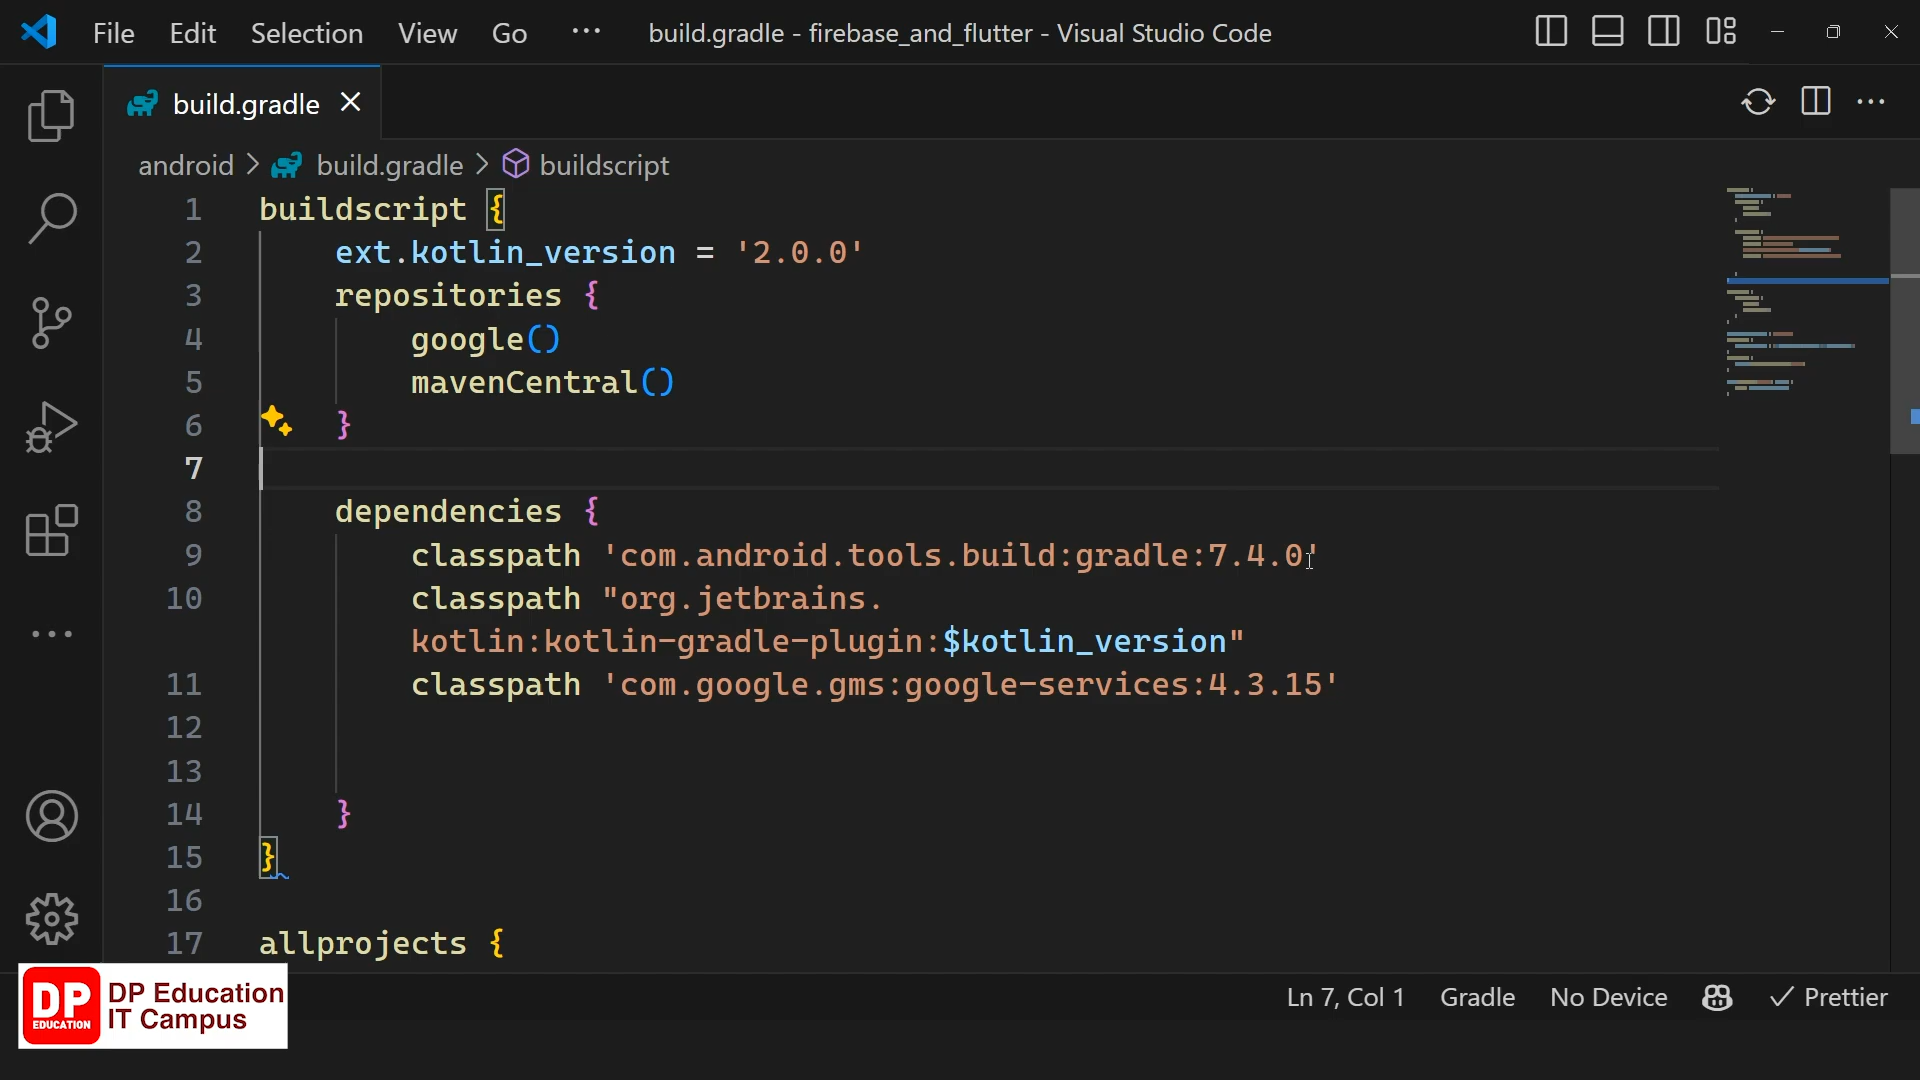 File Edit Selection View Go ··· build.gradle - firebase_and_flutter - Visual Studio Code
build.gradle
android > build.gradle > buildscript
1 buildscript {
2 ext.kotlin_version = '2.0.0'
3 repositories {
4 google()
5 mavenCentral()
6 }
7
8 dependencies {
9 classpath 'com.android.tools.build:gradle:7.4.0'
10 classpath "org.jetbrains.
kotlin:kotlin-gradle-plugin:$kotlin_version"
11 classpath 'com.google.gms:google-services:4.3.15'
12
13
14 }
15 }
16
17 allprojects {
DP EDUCATION
DP Education
IT Campus
Ln 7, Col 1 Gradle No Device Prettier